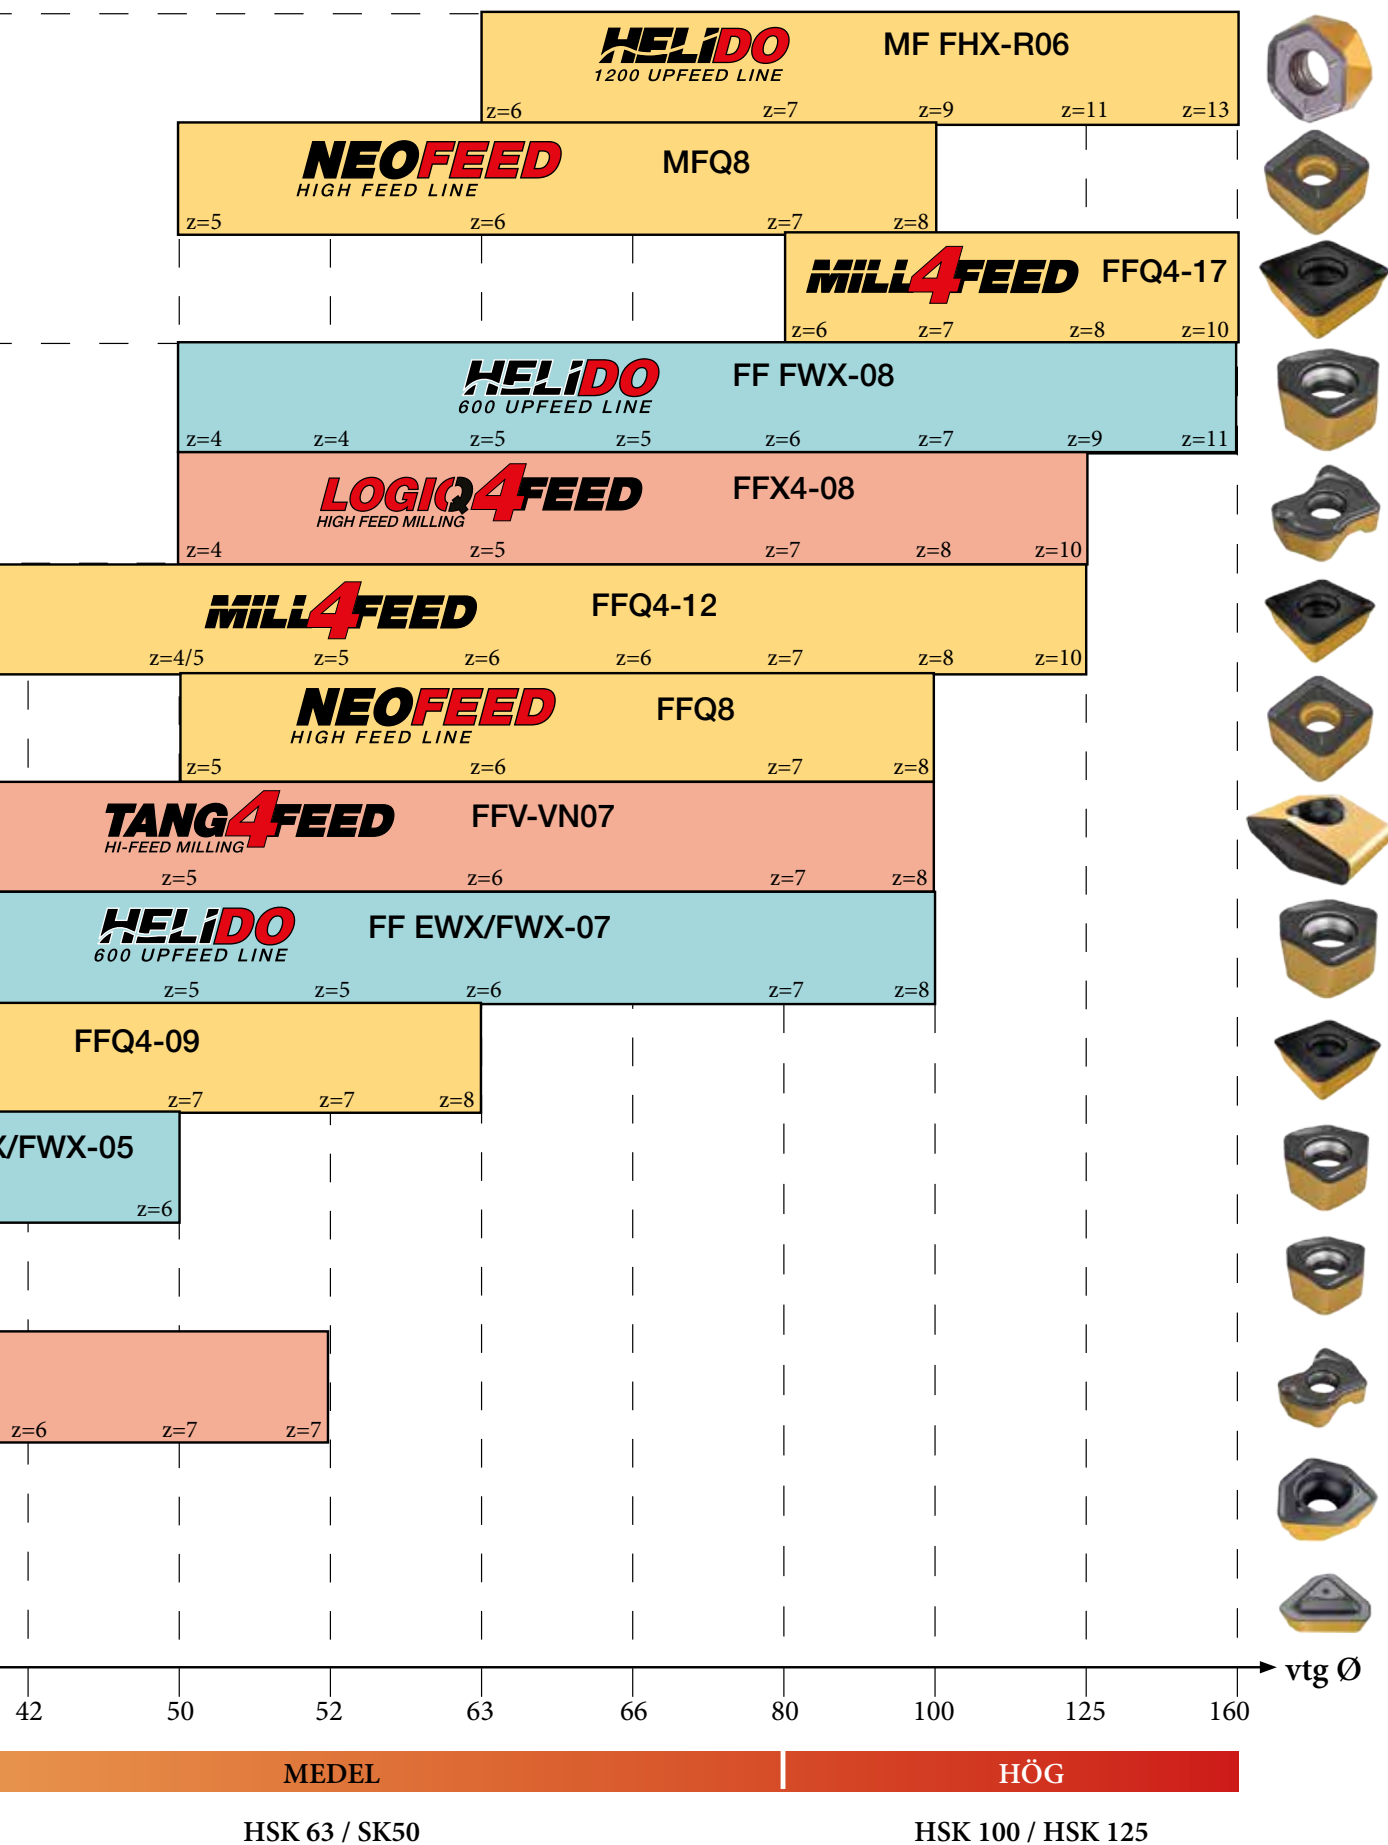 HELiDO MF FHX-R06
1200 UPFEED LINE
z=6 z=7 z=9 z=11 z=13
NEOFEED MFQ8
HIGH FEED LINE
z=5 z=6 z=7 z=8
MILL4FEED FFQ4-17
z=6 z=7 z=8 z=10
HELiDO FF FWX-08
600 UPFEED LINE
z=4 z=4 z=5 z=5 z=6 z=7 z=9 z=11
LOGIQ4FEED FFX4-08
HIGH FEED MILLING
z=4 z=5 z=7 z=8 z=10
MILL4FEED FFQ4-12
z=4/5 z=5 z=6 z=6 z=7 z=8 z=10
NEOFEED FFQ8
HIGH FEED LINE
z=5 z=6 z=7 z=8
TANG4FEED FFV-VN07
HI-FEED MILLING
z=5 z=6 z=7 z=8
HELiDO FF EWX/FWX-07
600 UPFEED LINE
z=5 z=5 z=6 z=7 z=8
FFQ4-09
z=7 z=7 z=8
X/FWX-05
z=6
z=6 z=7 z=7
vtg Ø
42 50 52 63 66 80 100 125 160
MEDEL HÖG
HSK 63 / SK50 HSK 100 / HSK 125